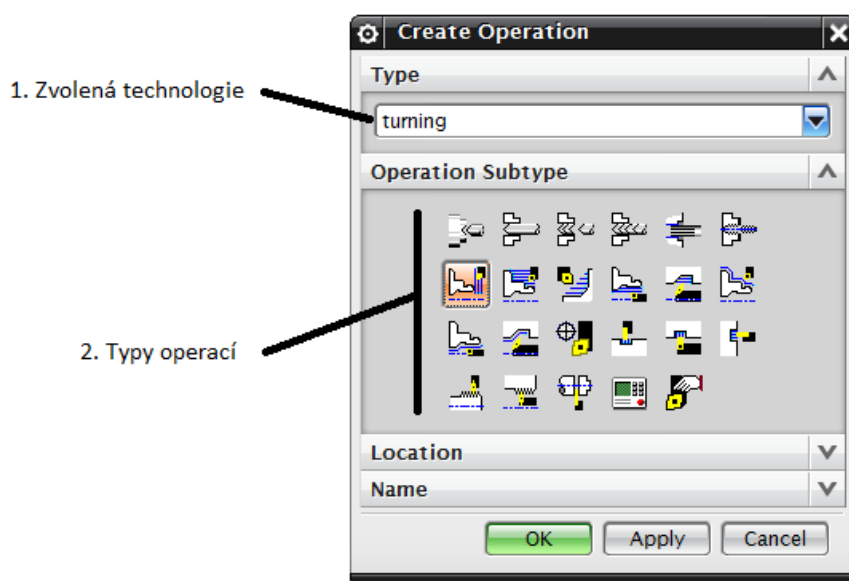 Create Operation
Type
1. Zvolená technologie
turning
Operation Subtype
2. Typy operací
Location
Name
OK
Apply
Cancel